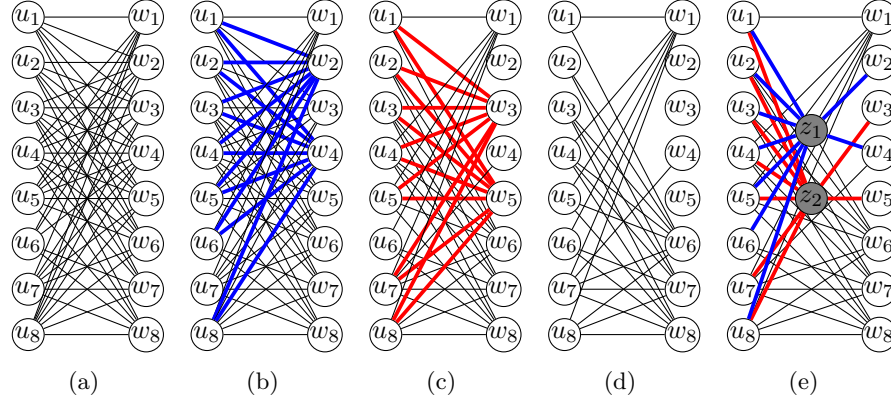 u1 w1 u1 w1 u1 w1 u1 w1 u1 w1
u2 w2 u2 w2 u2 w2 u2 w2 u2 w2
u3 w3 u3 w3 u3 w3 u3 w3 u3 w3
z1
u4 w4 u4 w4 u4 w4 u4 w4 u4 w4
u5 w5 u5 w5 u5 w5 u5 w5 u5 z2 w5
u6 w6 u6 w6 u6 w6 u6 w6 u6 w6
u7 w7 u7 w7 u7 w7 u7 w7 u7 w7
u8 w8 u8 w8 u8 w8 u8 w8 u8 w8
(a) (b) (c) (d) (e)